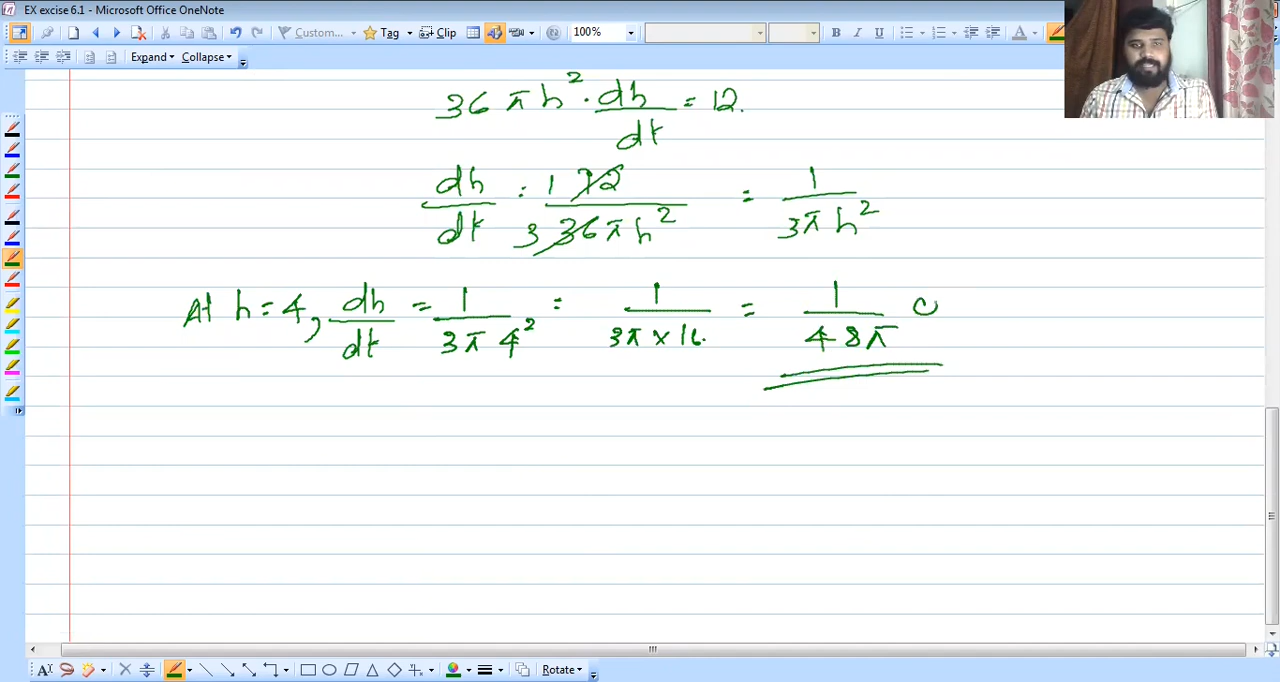 EX excise 6.1 - Microsoft Office OneNote
Custom... Tag Clip 100% B I U A
Expand Collapse
36 π h² · dh/dt = 12.
dh/dt = 1 12 / 3 36 π h² = 1 / 3 π h²
At h = 4, dh/dt = 1 / 3 π 4² = 1 / 3π × 16. = 1 / 48π c
A Rotate